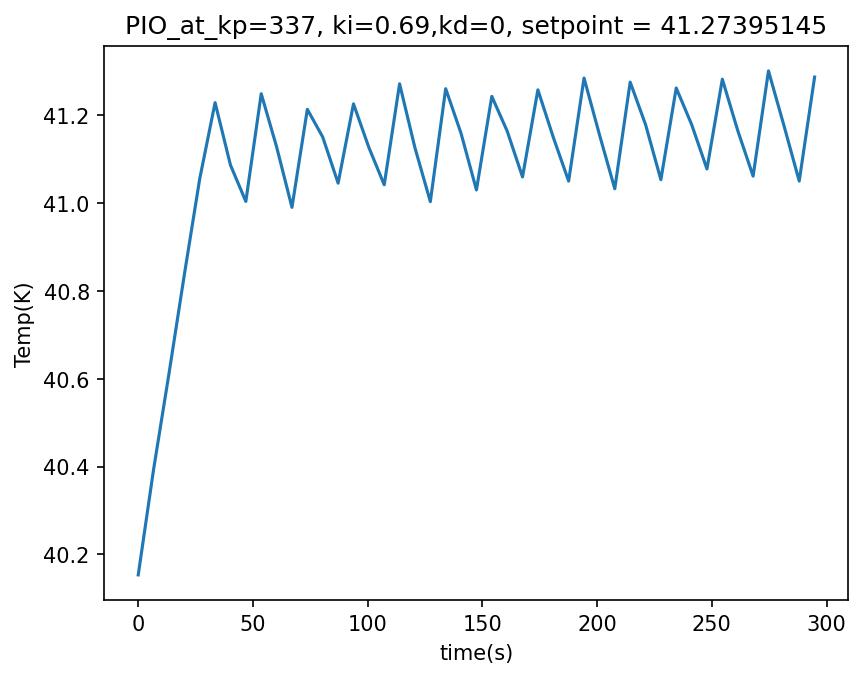 PIO_at_kp=337, ki=0.69,kd=0, setpoint = 41.27395145
Temp(K)
41.2
41.0
40.8
40.6
40.4
40.2
0 50 100 150 200 250 300
time(s)